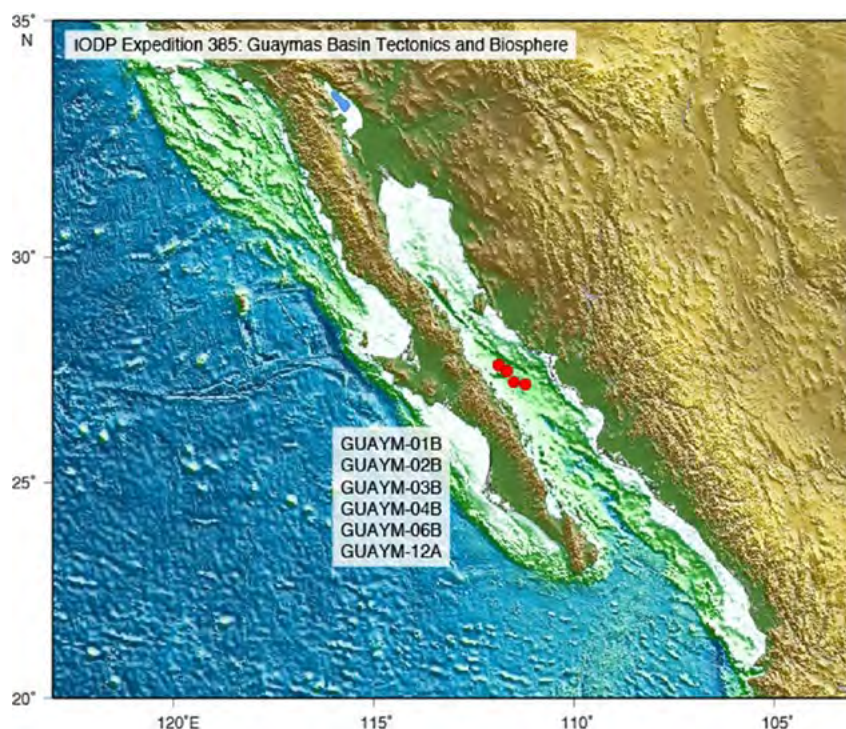 35˚
N
IODP Expedition 385: Guaymas Basin Tectonics and Biosphere
30˚
25˚
GUAYM-01B
GUAYM-02B
GUAYM-03B
GUAYM-04B
GUAYM-06B
GUAYM-12A
20˚
120˚E
115˚
110˚
105˚